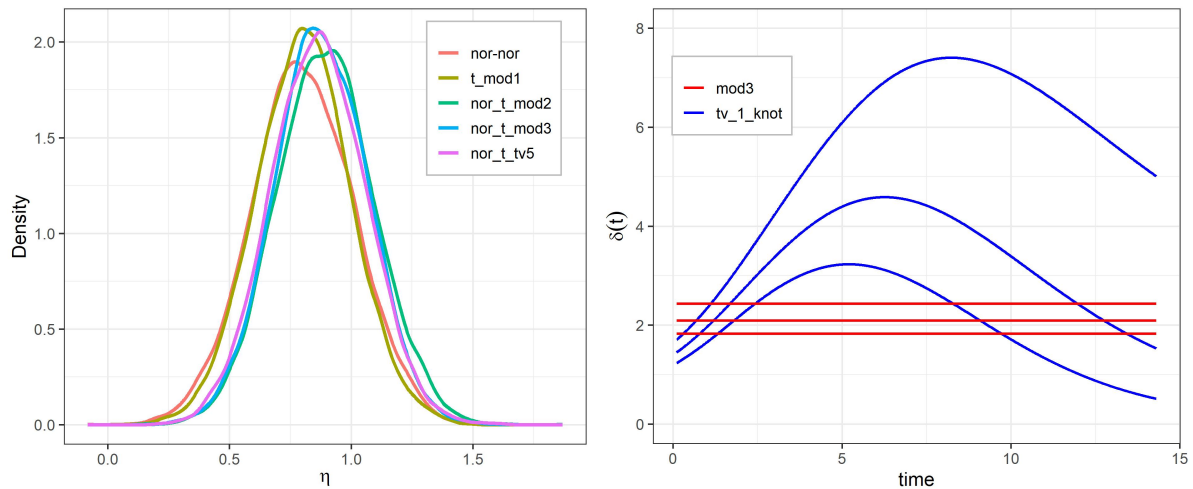 2.0
1.5
1.0
0.5
0.0
Density
nor-nor
t_mod1
nor_t_mod2
nor_t_mod3
nor_t_tv5
0.0 0.5 1.0 1.5
η
8
6
4
2
0
δ(t)
mod3
tv_1_knot
0 5 10 15
time